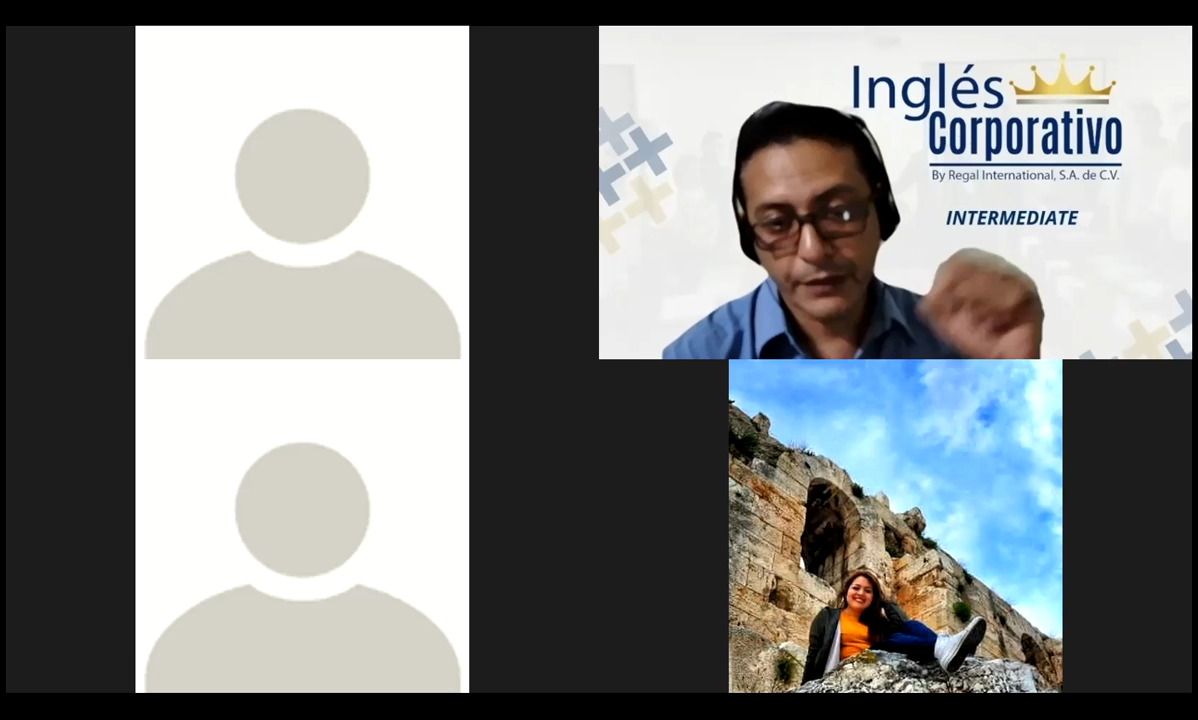 Inglés
Corporativo
By Regal International, S.A. de C.V.
INTERMEDIATE